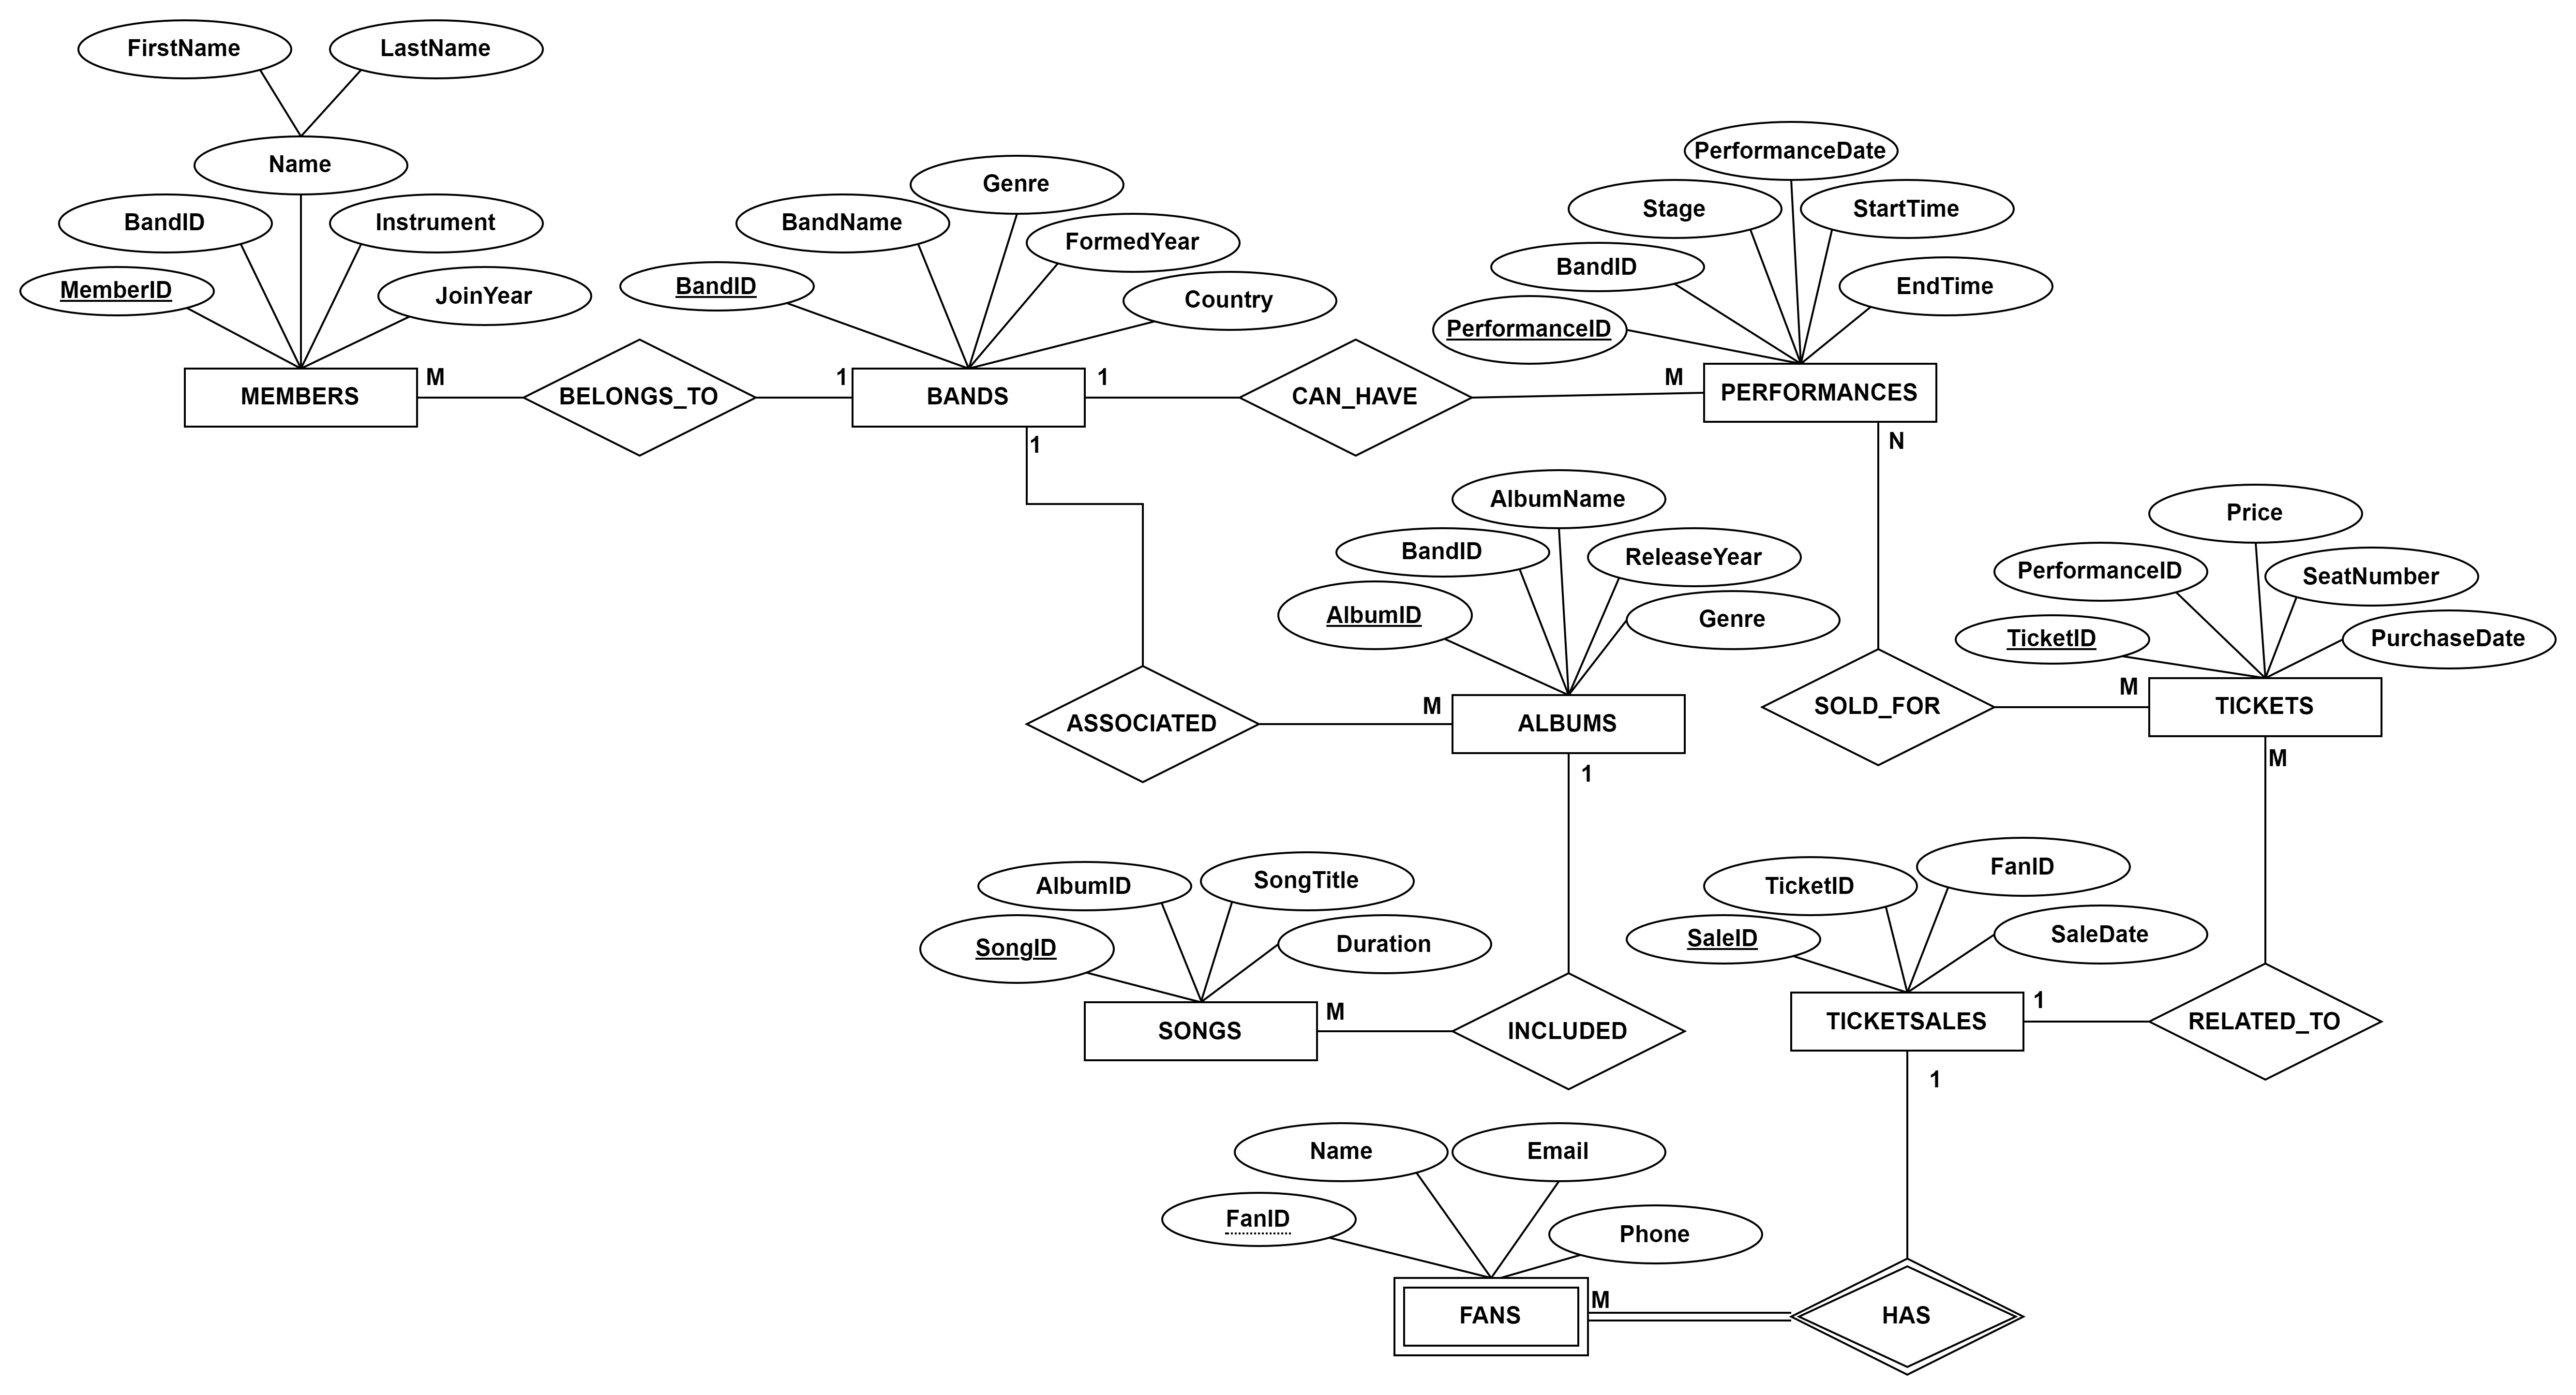 FirstName
LastName
Name
BandID
Instrument
MemberID
JoinYear
MEMBERS
M
BELONGS_TO
1
BandID
BandName
Genre
FormedYear
Country
BANDS
1
CAN_HAVE
M
PerformanceDate
Stage
StartTime
BandID
EndTime
PerformanceID
PERFORMANCES
N
1
ASSOCIATED
M
AlbumName
BandID
ReleaseYear
AlbumID
Genre
ALBUMS
1
SOLD_FOR
M
Price
PerformanceID
SeatNumber
TicketID
PurchaseDate
TICKETS
M
AlbumID
SongTitle
SongID
Duration
SONGS
M
INCLUDED
TicketID
FanID
SaleID
SaleDate
TICKETSALES
1
RELATED_TO
1
Name
Email
FanID
Phone
FANS
M
HAS